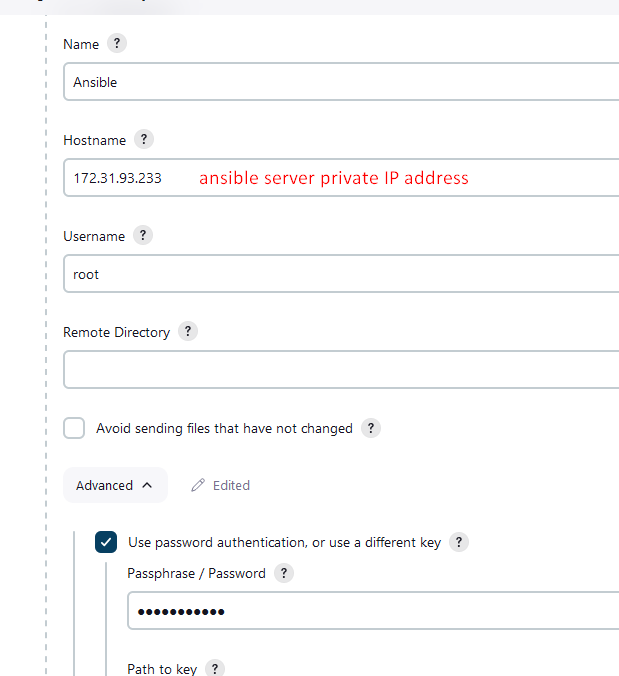 Name ?
Ansible
Hostname ?
172.31.93.233 ansible server private IP address
Username ?
root
Remote Directory ?
Avoid sending files that have not changed ?
Advanced Edited
Use password authentication, or use a different key ?
Passphrase / Password ?
•••••••••••
Path to key ?